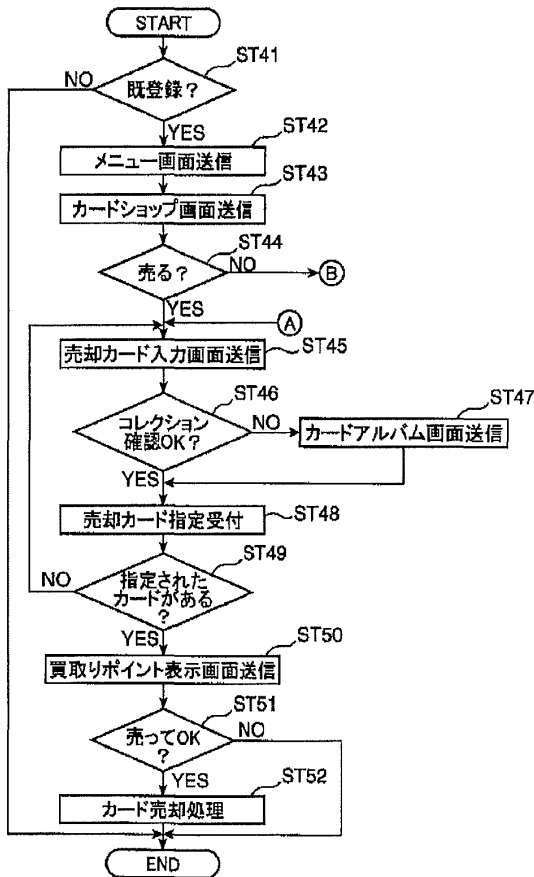 START
ST41
NO
既登録?
YES
ST42
メニュー画面送信
ST43
カードショップ画面送信
ST44
売る?
NO
B
YES
A
売却カード入力画面送信
ST45
ST46
コレクション
確認OK?
NO
ST47
カードアルバム画面送信
YES
売却カード指定受付
ST48
ST49
NO
指定された
カードがある
?
YES
ST50
買取りポイント表示画面送信
ST51
売ってOK
?
NO
YES
ST52
カード売却処理
END